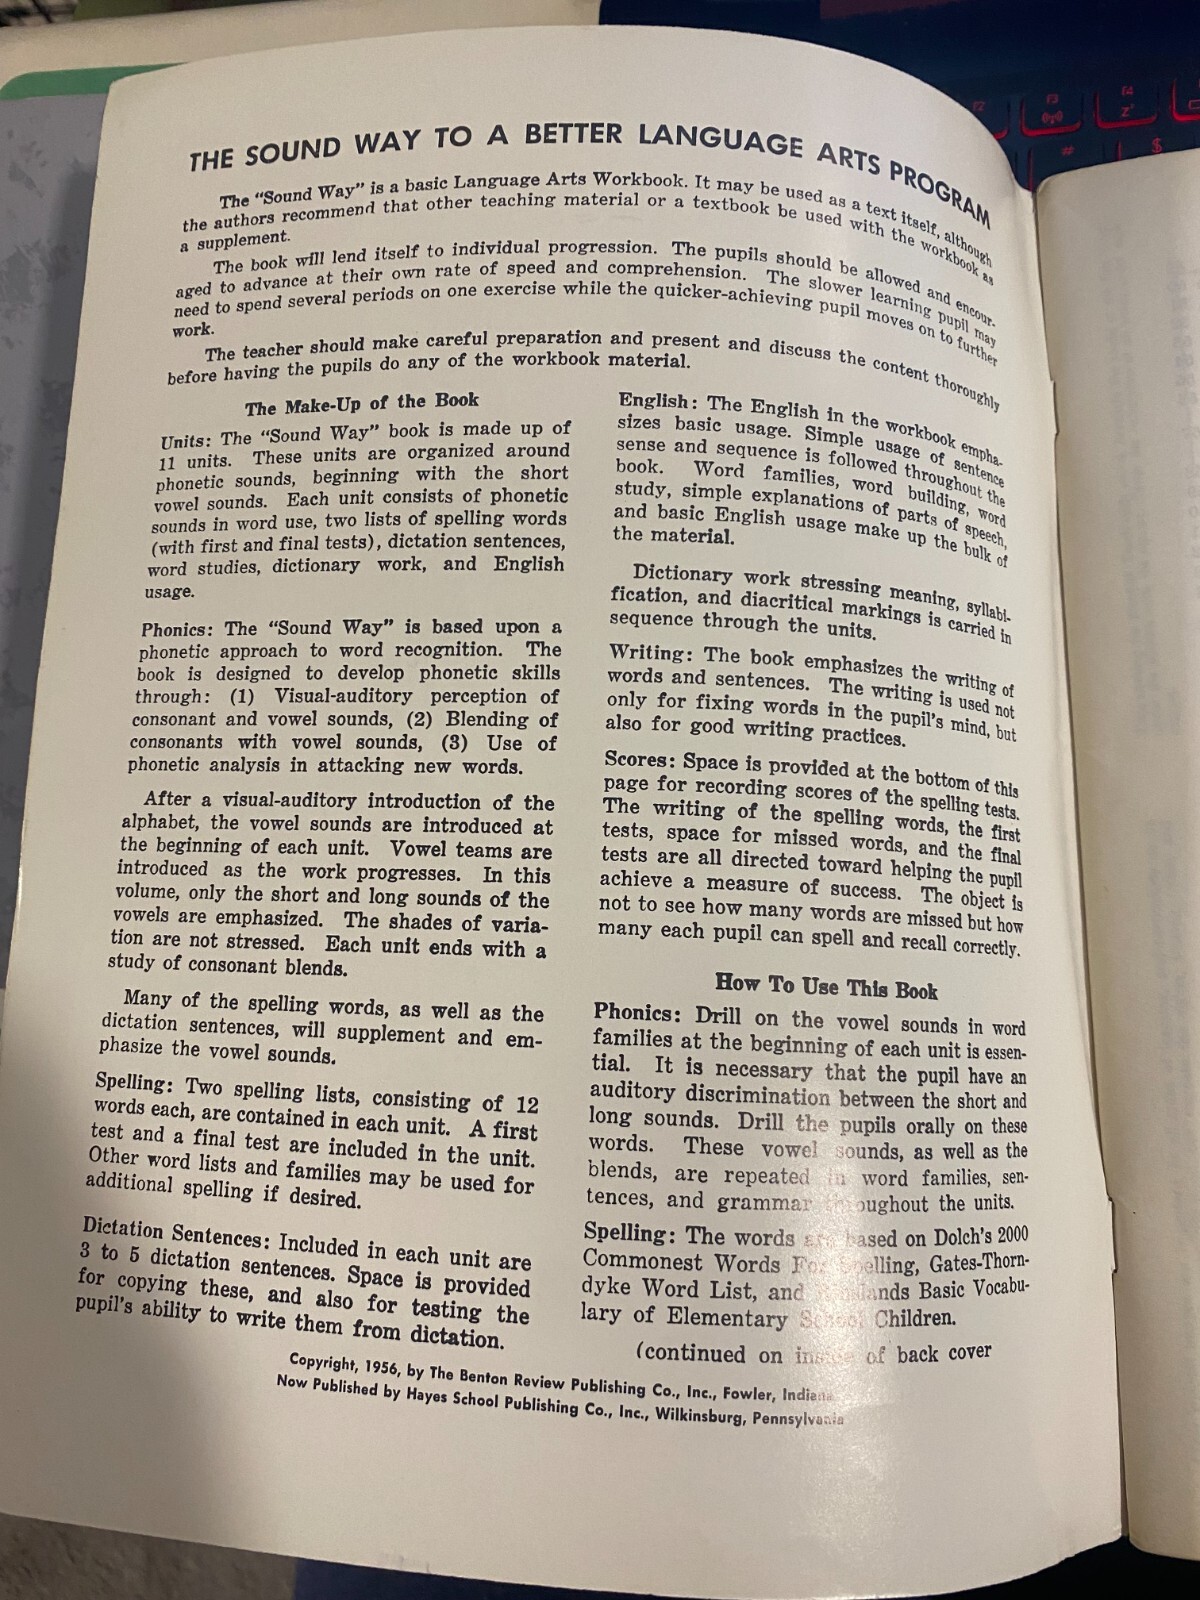 THE SOUND WAY TO A BETTER LANGUAGE ARTS PROGRAM
The "Sound Way" is a basic Language Arts Workbook. It may be used as a text itself, although
the authors recommend that other teaching material or a textbook be used with the workbook as
a supplement.
The book will lend itself to individual progression. The pupils should be allowed and encour-
aged to advance at their own rate of speed and comprehension. The slower learning pupil may
need to spend several periods on one exercise while the quicker-achieving pupil moves on to further
work.
The teacher should make careful preparation and present and discuss the content thoroughly
before having the pupils do any of the workbook material.
The Make-Up of the Book
Units: The "Sound Way" book is made up of
11 units. These units are organized around
phonetic sounds, beginning with the short
vowel sounds. Each unit consists of phonetic
sounds in word use, two lists of spelling words
(with first and final tests), dictation sentences,
word studies, dictionary work, and English
usage.
Phonics: The "Sound Way" is based upon a
phonetic approach to word recognition. The
book is designed to develop phonetic skills
through: (1) Visual-auditory perception of
consonant and vowel sounds, (2) Blending of
consonants with vowel sounds, (3) Use of
phonetic analysis in attacking new words.
After a visual-auditory introduction of the
alphabet, the vowel sounds are introduced at
the beginning of each unit. Vowel teams are
introduced as the work progresses. In this
volume, only the short and long sounds of the
vowels are emphasized. The shades of varia-
tion are not stressed. Each unit ends with a
study of consonant blends.
Many of the spelling words, as well as the
dictation sentences, will supplement and em-
phasize the vowel sounds.
Spelling: Two spelling lists, consisting of 12
words each, are contained in each unit. A first
test and a final test are included in the unit.
Other word lists and families may be used for
additional spelling if desired.
Dictation Sentences: Included in each unit are
3 to 5 dictation sentences. Space is provided
for copying these, and also for testing the
pupil's ability to write them from dictation.
English: The English in the workbook empha-
sizes basic usage. Simple usage of sentence
sense and sequence is followed throughout the
book. Word families, word building, word
study, simple explanations of parts of speech,
and basic English usage make up the bulk of
the material.
Dictionary work stressing meaning, syllabi-
fication, and diacritical markings is carried in
sequence through the units.
Writing: The book emphasizes the writing of
words and sentences. The writing is used not
only for fixing words in the pupil's mind, but
also for good writing practices.
Scores: Space is provided at the bottom of this
page for recording scores of the spelling tests.
The writing of the spelling words, the first
tests, space for missed words, and the final
tests are all directed toward helping the pupil
achieve a measure of success. The object is
not to see how many words are missed but how
many each pupil can spell and recall correctly.
How To Use This Book
Phonics: Drill on the vowel sounds in word
families at the beginning of each unit is essen-
tial. It is necessary that the pupil have an
auditory discrimination between the short and
long sounds. Drill the pupils orally on these
words. These vowel sounds, as well as the
blends, are repeated in word families, sen-
tences, and grammar throughout the units.
Spelling: The words are based on Dolch's 2000
Commonest Words For Spelling, Gates-Thorn-
dyke Word List, and Basic Vocabu-
lary of Elementary School Children.
(continued on inside of back cover
Copyright, 1956, by The Benton Review Publishing Co., Inc., Fowler, Indiana
Now Published by Hayes School Publishing Co., Inc., Wilkinsburg, Pennsylvania
F2
F3
F4
Z
#
$